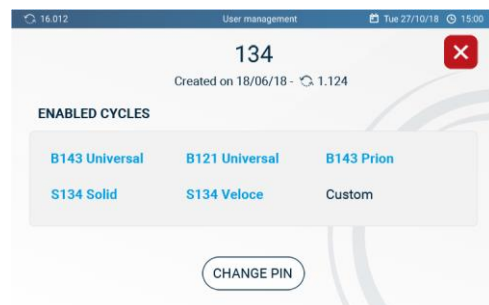 16.012 User management Tue 27/10/18 15:00
134
Created on 18/06/18 - 1.124
ENABLED CYCLES
B143 Universal B121 Universal B143 Prion
S134 Solid S134 Veloce Custom
CHANGE PIN